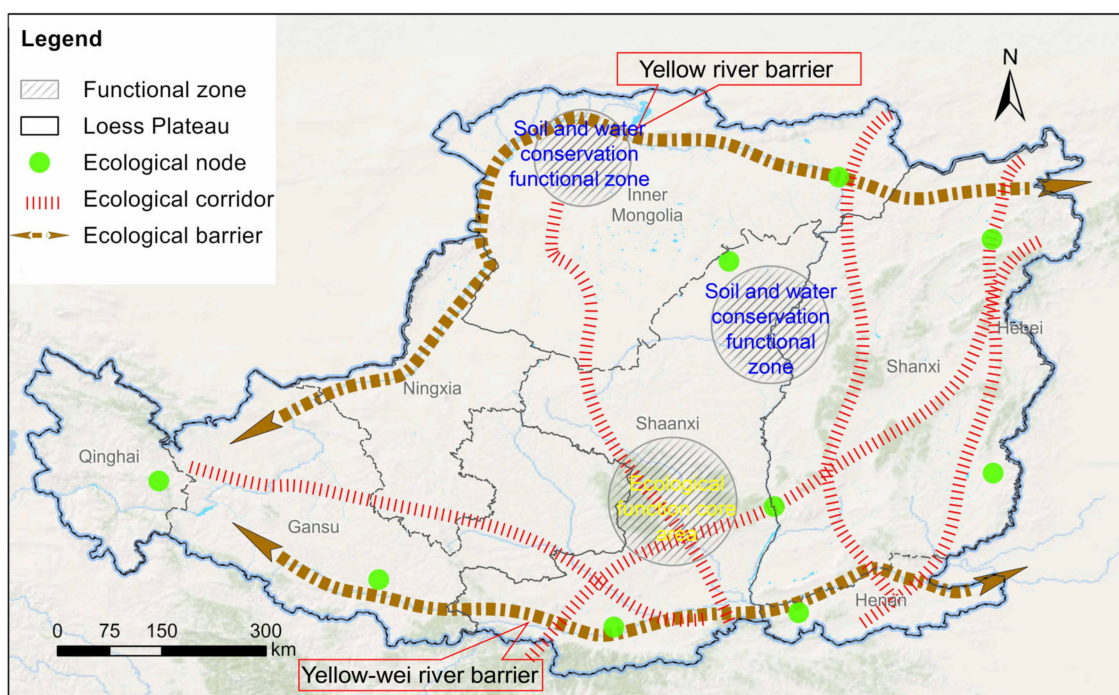 Legend
Functional zone
Loess Plateau
Ecological node
Ecological corridor
Ecological barrier
Yellow river barrier
N
Soil and water
conservation
functional zone
Inner
Mongolia
Soil and water
conservation
functional
zone
Hebei
Shanxi
Ningxia
Shaanxi
Qinghai
Ecological
function core
area
Gansu
Henan
0 75 150 300
km
Yellow-wei river barrier